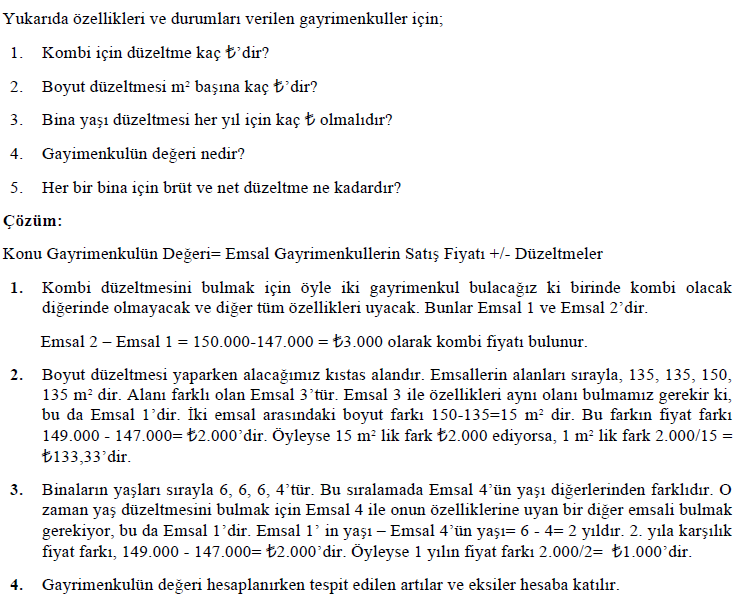 Yukarıda özellikleri ve durumları verilen gayrimenkuller için;
1. Kombi için düzeltme kaç ₺’dir?
2. Boyut düzeltmesi m² başına kaç ₺’dir?
3. Bina yaşı düzeltmesi her yıl için kaç ₺ olmalıdır?
4. Gayimenkulün değeri nedir?
5. Her bir bina için brüt ve net düzeltme ne kadardır?
Çözüm:
Konu Gayrimenkulün Değeri= Emsal Gayrimenkullerin Satış Fiyatı +/- Düzeltmeler
1. Kombi düzeltmesini bulmak için öyle iki gayrimenkul bulacağız ki birinde kombi olacak
diğerinde olmayacak ve diğer tüm özellikleri uyacak. Bunlar Emsal 1 ve Emsal 2’dir.
Emsal 2 – Emsal 1 = 150.000-147.000 = ₺3.000 olarak kombi fiyatı bulunur.
2. Boyut düzeltmesi yaparken alacağımız kıstas alandır. Emsallerin alanları sırayla, 135, 135, 150,
135 m² dir. Alanı farklı olan Emsal 3’tür. Emsal 3 ile özellikleri aynı olanı bulmamız gerekir ki,
bu da Emsal 1’dir. İki emsal arasındaki boyut farkı 150-135=15 m² dir. Bu farkın fiyat farkı
149.000 - 147.000= ₺2.000’dir. Öyleyse 15 m² lik fark ₺2.000 ediyorsa, 1 m² lik fark 2.000/15 =
₺133,33’dir.
3. Binaların yaşları sırayla 6, 6, 6, 4’tür. Bu sıralamada Emsal 4’ün yaşı diğerlerinden farklıdır. O
zaman yaş düzeltmesini bulmak için Emsal 4 ile onun özelliklerine uyan bir diğer emsali bulmak
gerekiyor, bu da Emsal 1’dir. Emsal 1’ in yaşı – Emsal 4’ün yaşı= 6 - 4= 2 yıldır. 2. yıla karşılık
fiyat farkı, 149.000 - 147.000= ₺2.000’dir. Öyleyse 1 yılın fiyat farkı 2.000/2= ₺1.000’dir.
4. Gayrimenkulün değeri hesaplanırken tespit edilen artılar ve eksiler hesaba katılır.